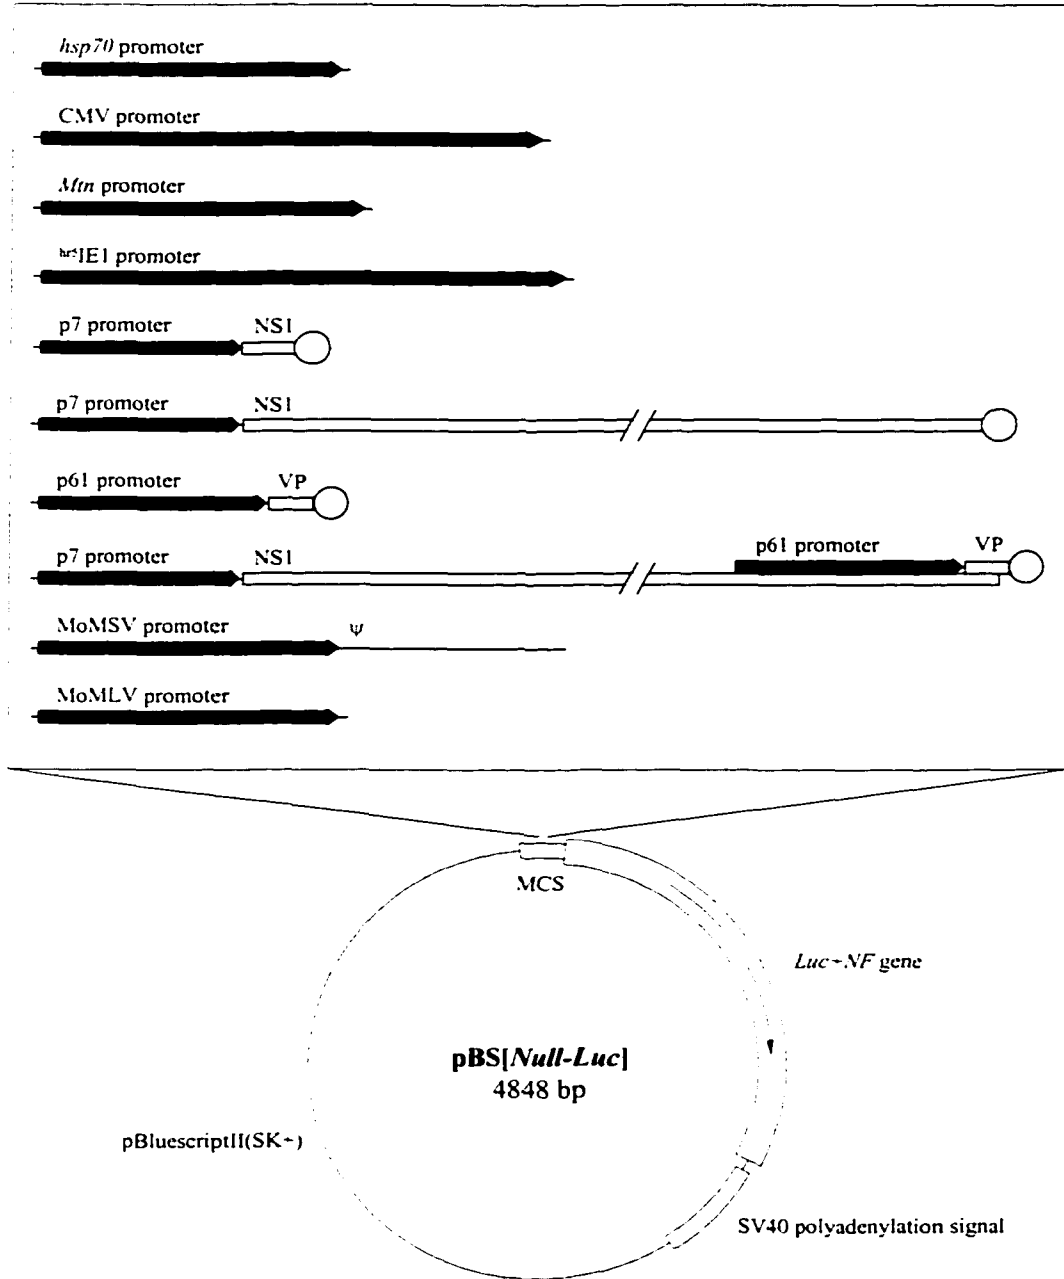 hsp70 promoter
CMV promoter
Mtn promoter
hr5IE1 promoter
p7 promoter NS1
p7 promoter NS1
p61 promoter VP
p7 promoter NS1 p61 promoter VP
MoMSV promoter ψ
MoMLV promoter
MCS
Luc+NF gene
pBS[Null-Luc]
4848 bp
pBluescriptII(SK+)
SV40 polyadenylation signal